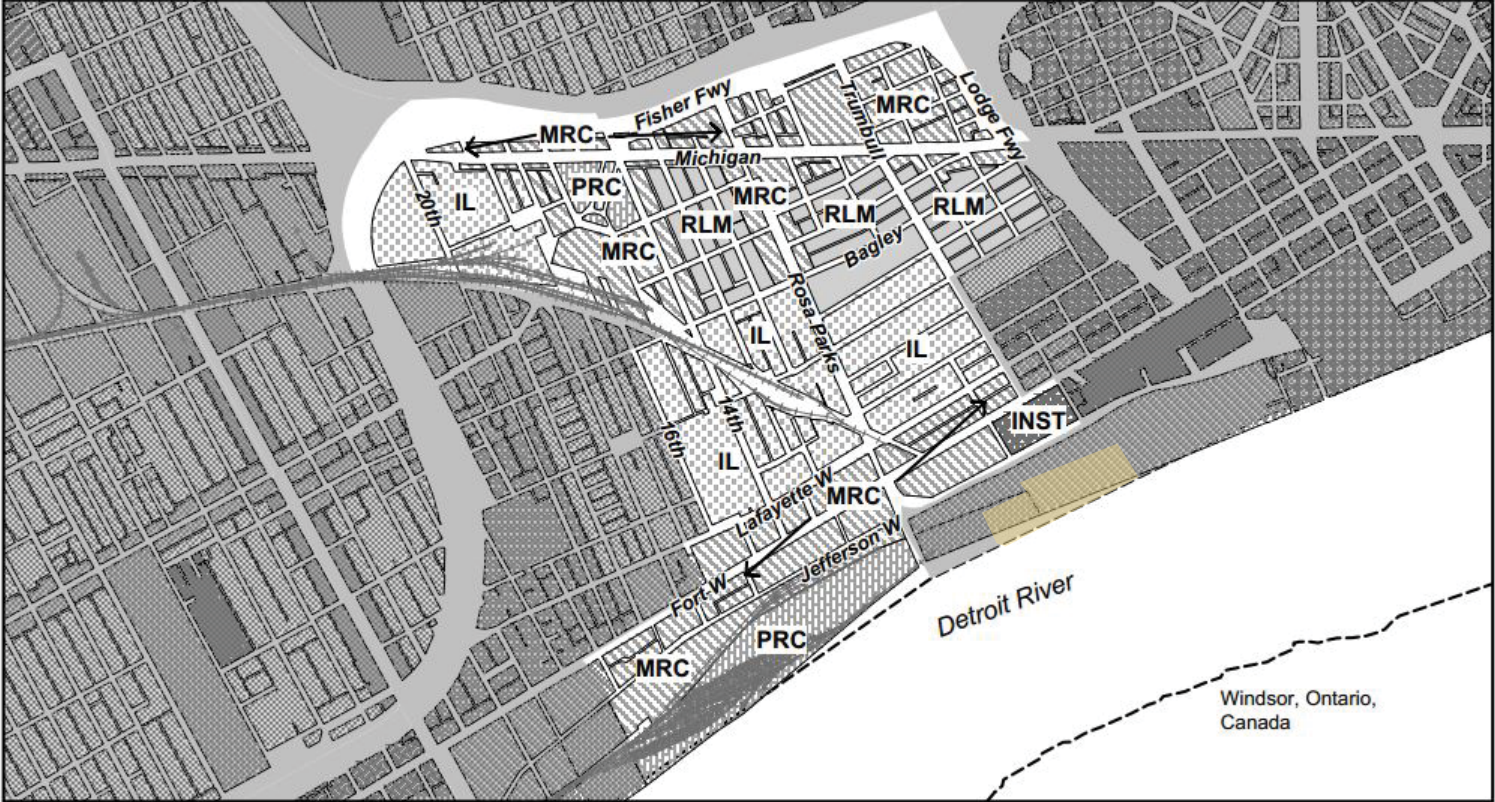 Lodge Fwy
Trumbull
MRC
Fisher Fwy
MRC
Michigan
PRC
MRC
IL
20th
RLM
RLM
RLM
Bagley
MRC
Rosa Parks
IL
IL
14th
16th
INST
IL
Lafayette W
MRC
Jefferson W
Fort W
Detroit River
PRC
MRC
Windsor, Ontario,
Canada